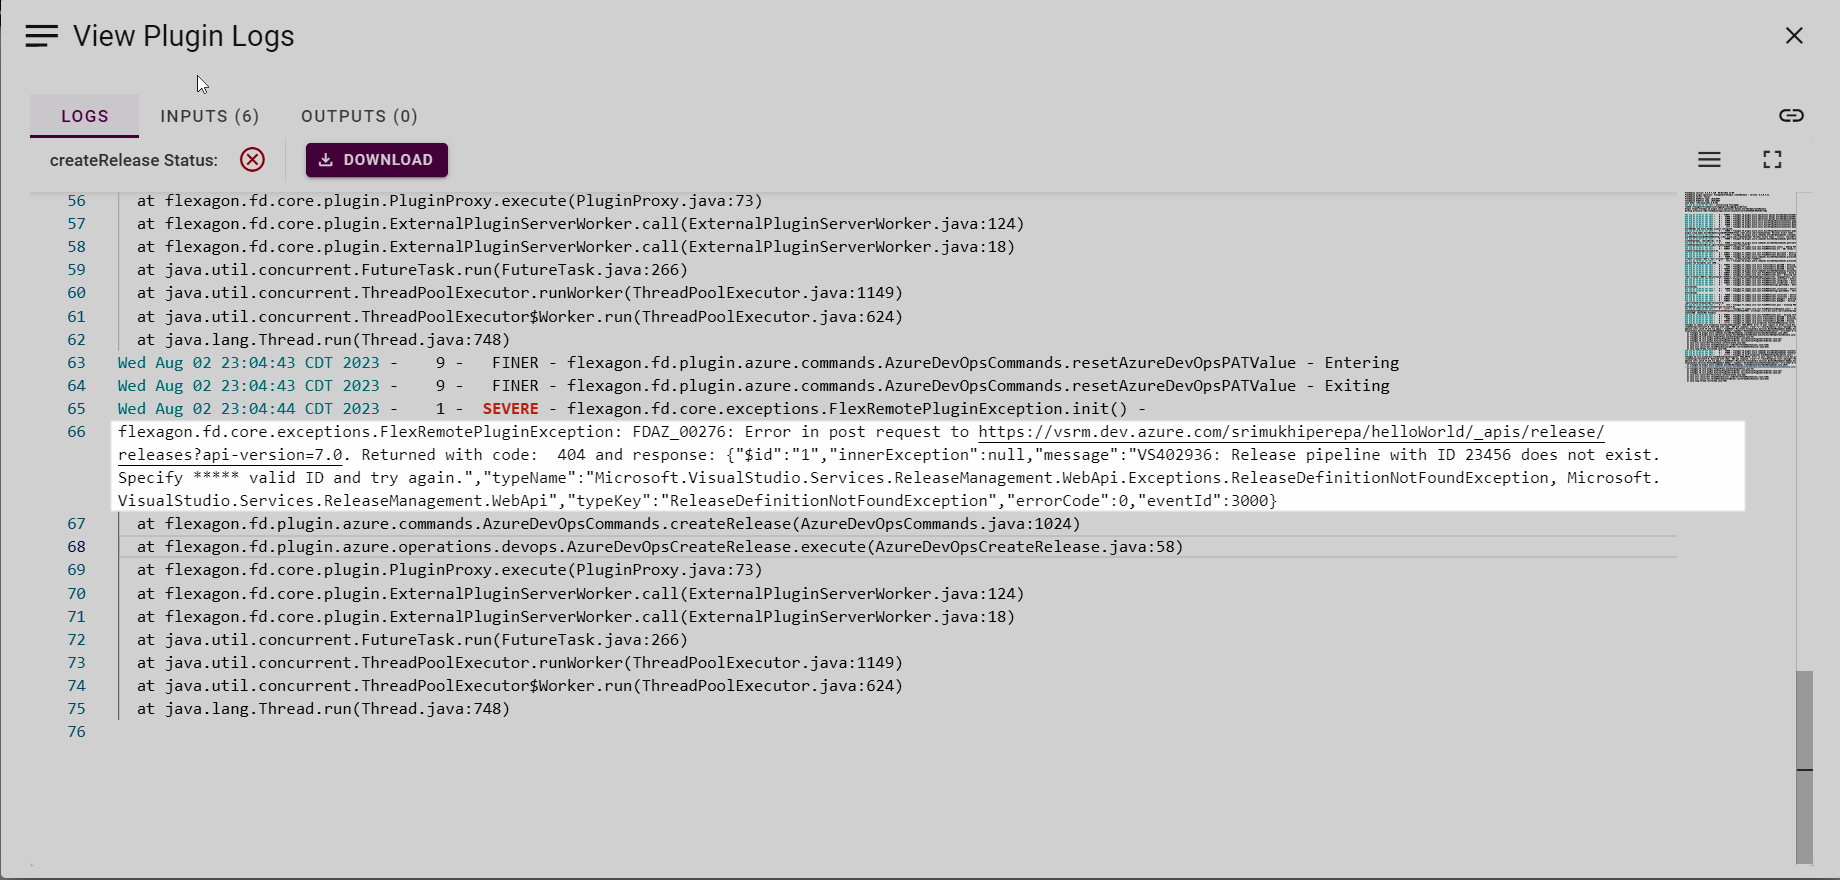 View Plugin Logs
LOGS INPUTS (6) OUTPUTS (0)
createRelease Status: DOWNLOAD
56 at flexagon.fd.core.plugin.PluginProxy.execute(PluginProxy.java:73)
57 at flexagon.fd.core.plugin.ExternalPluginServerWorker.call(ExternalPluginServerWorker.java:124)
58 at flexagon.fd.core.plugin.ExternalPluginServerWorker.call(ExternalPluginServerWorker.java:18)
59 at java.util.concurrent.FutureTask.run(FutureTask.java:266)
60 at java.util.concurrent.ThreadPoolExecutor.runWorker(ThreadPoolExecutor.java:1149)
61 at java.util.concurrent.ThreadPoolExecutor$Worker.run(ThreadPoolExecutor.java:624)
62 at java.lang.Thread.run(Thread.java:748)
63 Wed Aug 02 23:04:43 CDT 2023 - 9 - FINER - flexagon.fd.plugin.azure.commands.AzureDevOpsCommands.resetAzureDevOpsPATValue - Entering
64 Wed Aug 02 23:04:43 CDT 2023 - 9 - FINER - flexagon.fd.plugin.azure.commands.AzureDevOpsCommands.resetAzureDevOpsPATValue - Exiting
65 Wed Aug 02 23:04:44 CDT 2023 - 1 - SEVERE - flexagon.fd.core.exceptions.FlexRemotePluginException.init() -
66 flexagon.fd.core.exceptions.FlexRemotePluginException: FDAZ_00276: Error in post request to https://vsrm.dev.azure.com/srimukhiperepa/helloWorld/_apis/release/
releases?api-version=7.0. Returned with code: 404 and response: {"$id":"1","innerException":null,"message":"VS402936: Release pipeline with ID 23456 does not exist.
Specify ***** valid ID and try again.","typeName":"Microsoft.VisualStudio.Services.ReleaseManagement.WebApi.Exceptions.ReleaseDefinitionNotFoundException, Microsoft.
VisualStudio.Services.ReleaseManagement.WebApi","typeKey":"ReleaseDefinitionNotFoundException","errorCode":0,"eventId":3000}
67 at flexagon.fd.plugin.azure.commands.AzureDevOpsCommands.createRelease(AzureDevOpsCommands.java:1024)
68 at flexagon.fd.plugin.azure.operations.devops.AzureDevOpsCreateRelease.execute(AzureDevOpsCreateRelease.java:58)
69 at flexagon.fd.core.plugin.PluginProxy.execute(PluginProxy.java:73)
70 at flexagon.fd.core.plugin.ExternalPluginServerWorker.call(ExternalPluginServerWorker.java:124)
71 at flexagon.fd.core.plugin.ExternalPluginServerWorker.call(ExternalPluginServerWorker.java:18)
72 at java.util.concurrent.FutureTask.run(FutureTask.java:266)
73 at java.util.concurrent.ThreadPoolExecutor.runWorker(ThreadPoolExecutor.java:1149)
74 at java.util.concurrent.ThreadPoolExecutor$Worker.run(ThreadPoolExecutor.java:624)
75 at java.lang.Thread.run(Thread.java:748)
76